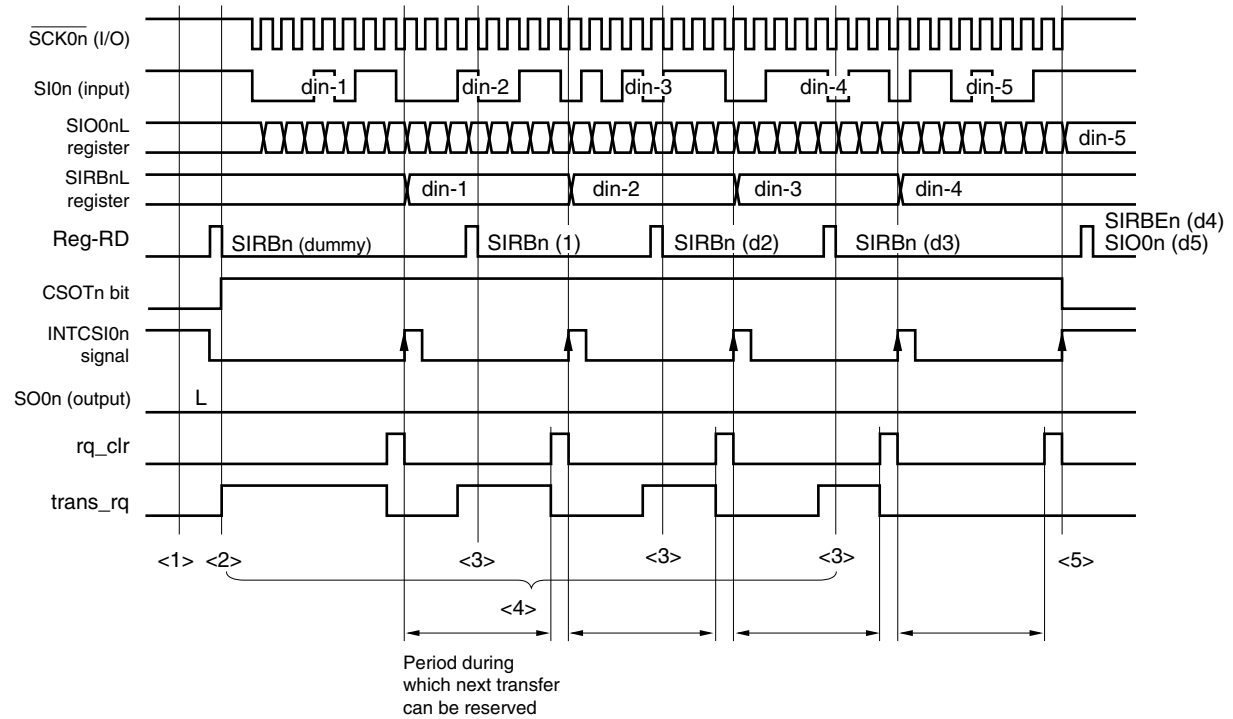 SCK0n (I/O)
SI0n (input)
din-1
din-2
din-3
din-4
din-5
SIO0nL
register
din-5
SIRBnL
register
din-1
din-2
din-3
din-4
Reg-RD
SIRBn (dummy)
SIRBn (1)
SIRBn (d2)
SIRBn (d3)
SIRBEn (d4)
SIO0n (d5)
CSOTn bit
INTCSI0n
signal
SO0n (output)
L
rq_clr
trans_rq
<1>
<2>
<3>
<3>
<3>
<5>
<4>
Period during
which next transfer
can be reserved